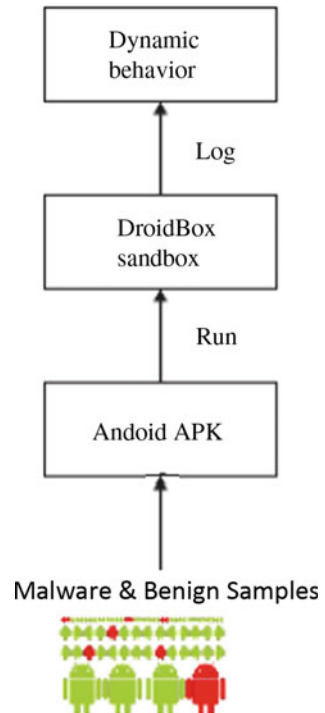 Dynamic
behavior
Log
DroidBox
sandbox
Run
Andoid APK
Malware & Benign Samples